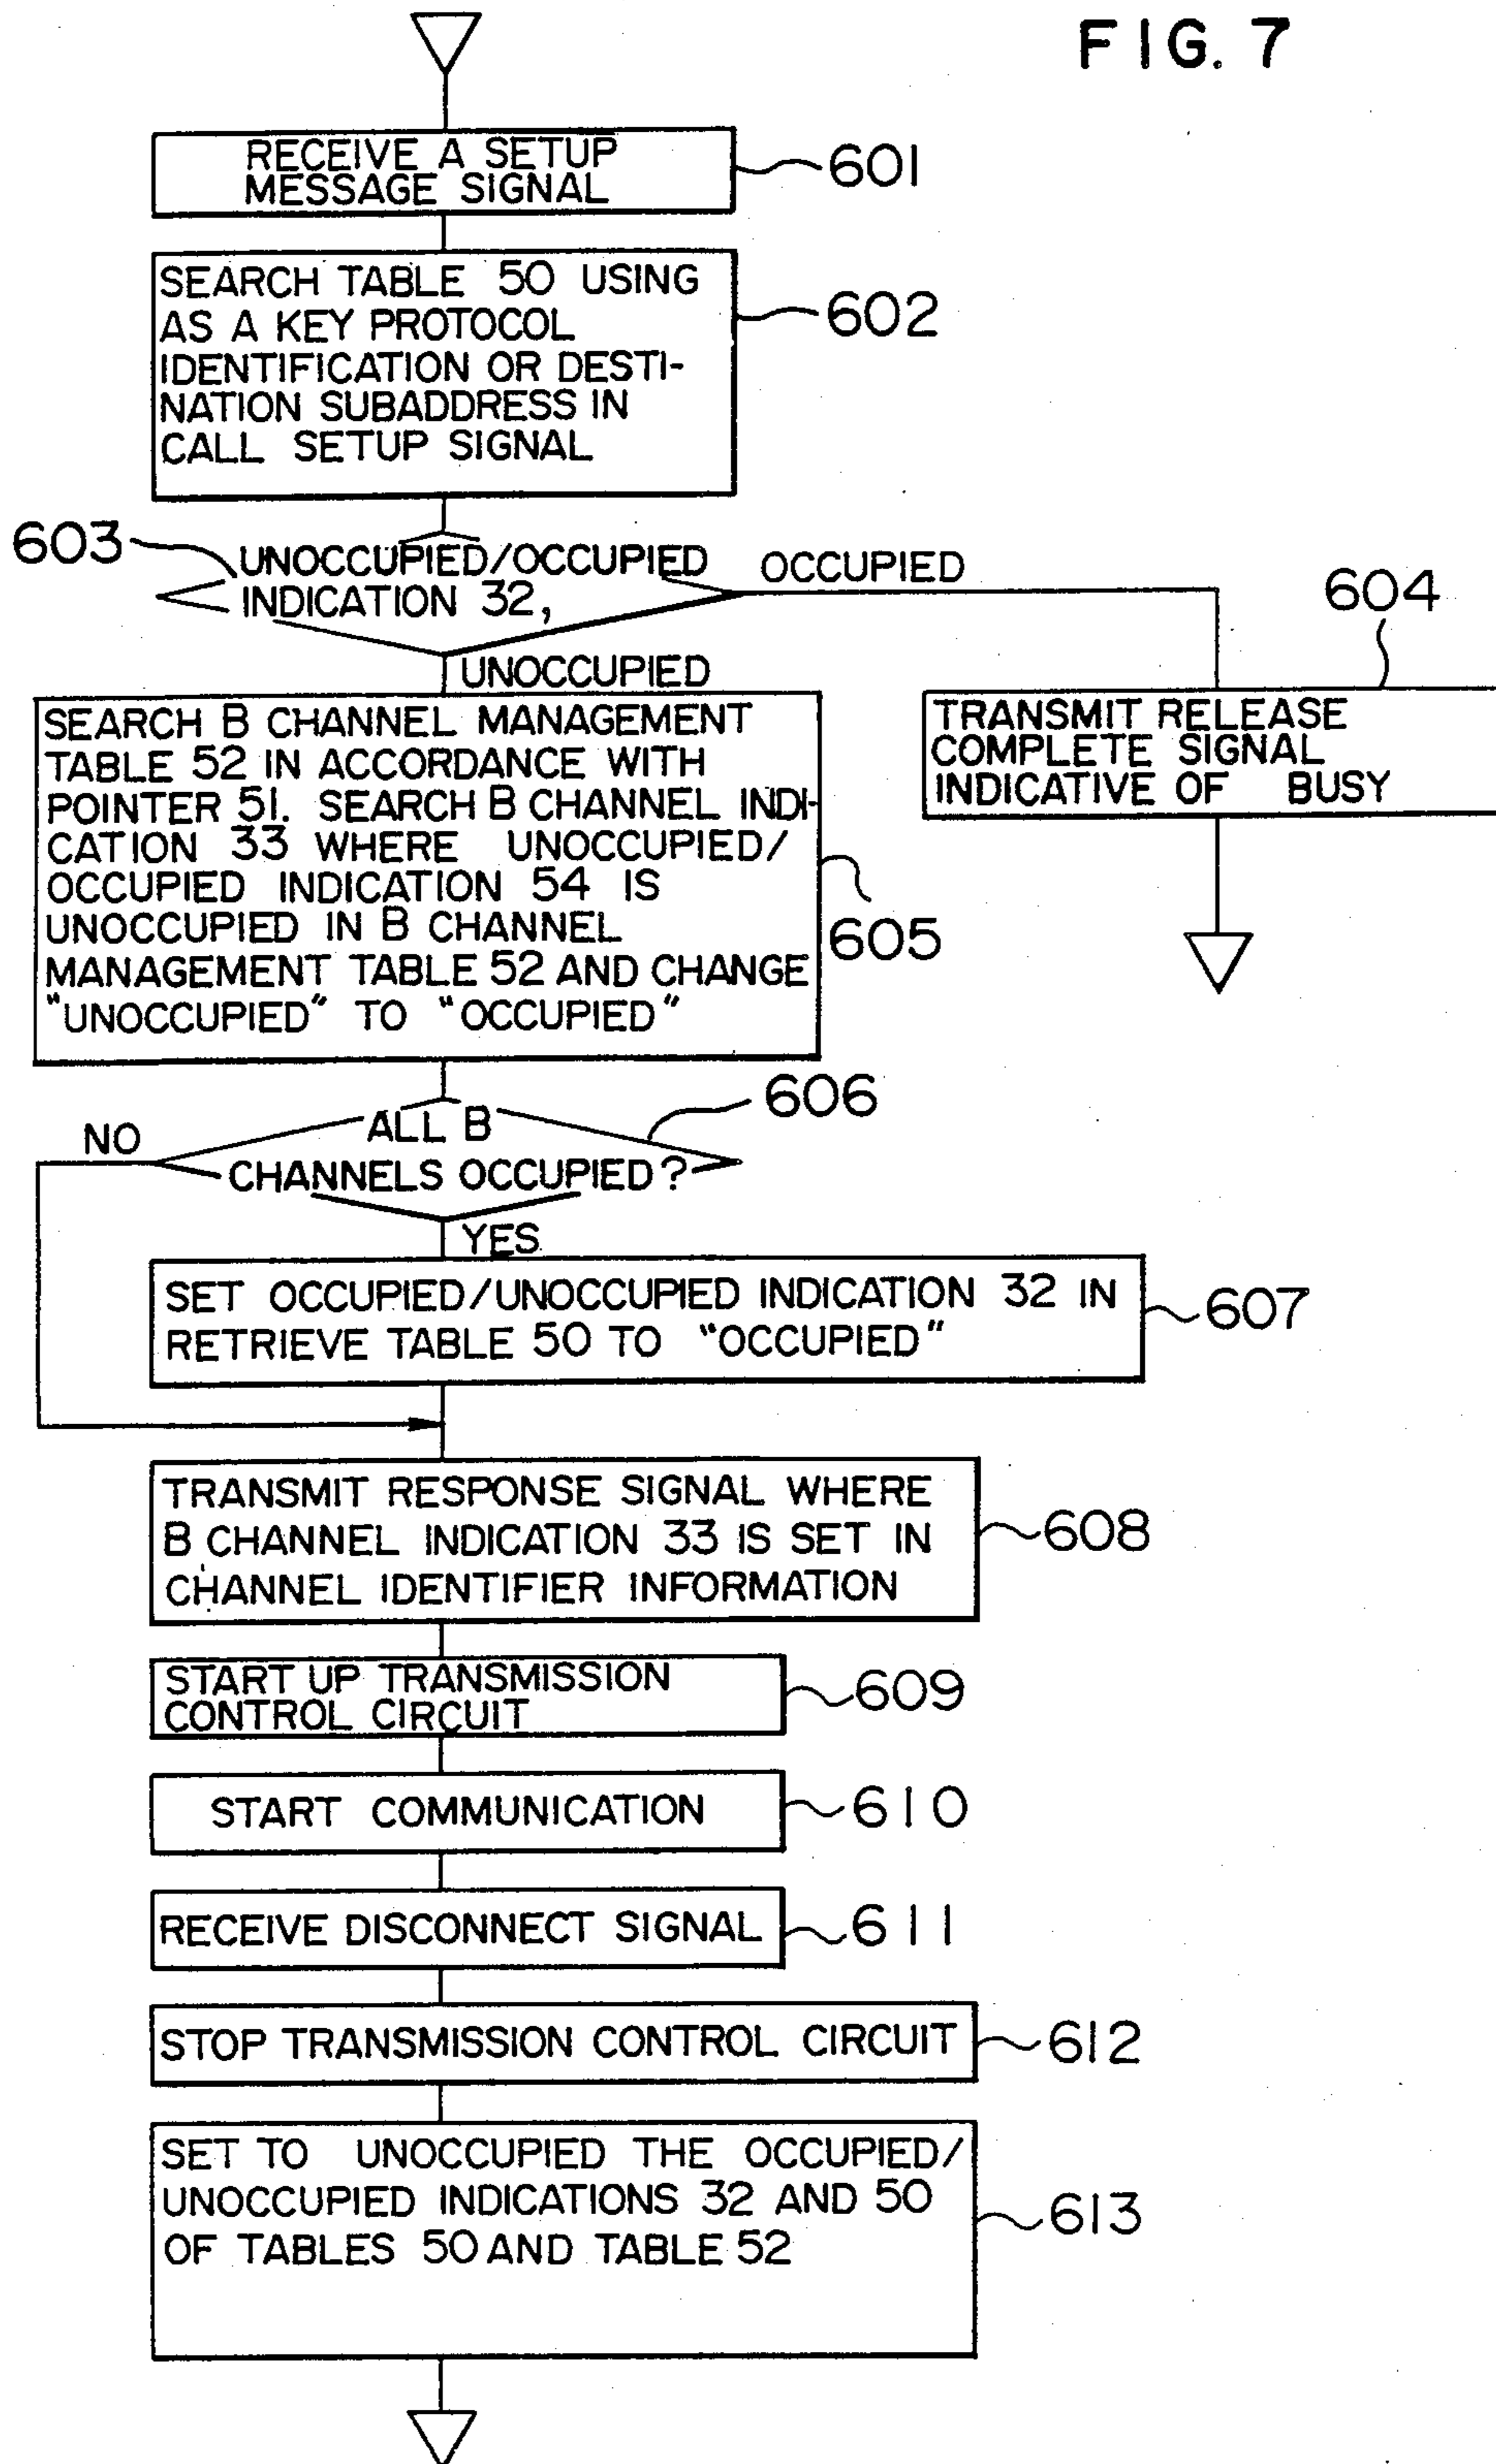 FIG. 7
RECEIVE A SETUP
MESSAGE SIGNAL
601
SEARCH TABLE 50 USING
AS A KEY PROTOCOL
IDENTIFICATION OR DESTI-
NATION SUBADDRESS IN
CALL SETUP SIGNAL
602
603
UNOCCUPIED/OCCUPIED
INDICATION 32,
OCCUPIED
UNOCCUPIED
604
TRANSMIT RELEASE
COMPLETE SIGNAL
INDICATIVE OF BUSY
SEARCH B CHANNEL MANAGEMENT
TABLE 52 IN ACCORDANCE WITH
POINTER 51. SEARCH B CHANNEL INDI-
CATION 33 WHERE UNOCCUPIED/
OCCUPIED INDICATION 54 IS
UNOCCUPIED IN B CHANNEL
MANAGEMENT TABLE 52 AND CHANGE
"UNOCCUPIED" TO "OCCUPIED"
605
ALL B
CHANNELS OCCUPIED?
606
NO
YES
SET OCCUPIED/UNOCCUPIED INDICATION 32 IN
RETRIEVE TABLE 50 TO "OCCUPIED"
607
TRANSMIT RESPONSE SIGNAL WHERE
B CHANNEL INDICATION 33 IS SET IN
CHANNEL IDENTIFIER INFORMATION
608
START UP TRANSMISSION
CONTROL CIRCUIT
609
START COMMUNICATION
610
RECEIVE DISCONNECT SIGNAL
611
STOP TRANSMISSION CONTROL CIRCUIT
612
SET TO UNOCCUPIED THE OCCUPIED/
UNOCCUPIED INDICATIONS 32 AND 50
OF TABLES 50 AND TABLE 52
613